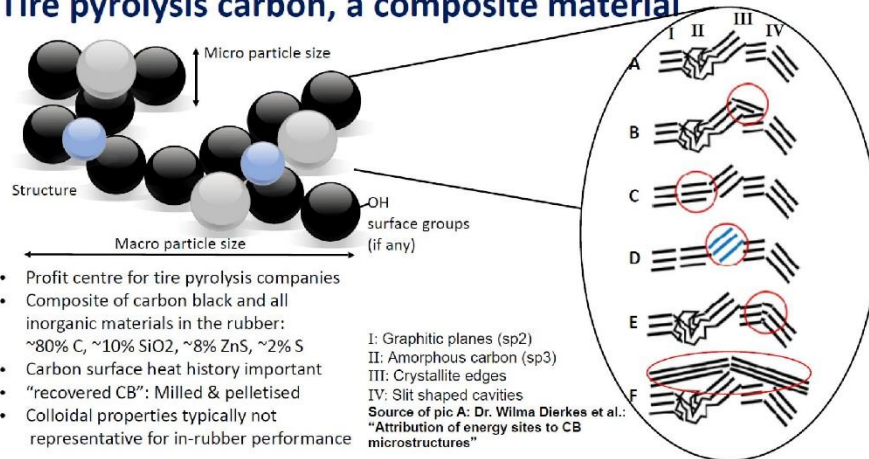 Tire pyrolysis carbon, a composite material
Micro particle size
Structure
Macro particle size
OH
surface groups
(if any)
• Profit centre for tire pyrolysis companies
• Composite of carbon black and all
inorganic materials in the rubber:
~80% C, ~10% SiO2, ~8% ZnS, ~2% S
• Carbon surface heat history important
• “recovered CB”: Milled & pelletised
• Colloidal properties typically not
representative for in-rubber performance
I: Graphitic planes (sp2)
II: Amorphous carbon (sp3)
III: Crystallite edges
IV: Slit shaped cavities
Source of pic A: Dr. Wilma Dierkes et al.:
“Attribution of energy sites to CB
microstructures”
I II III IV
A
B
C
D
E
F